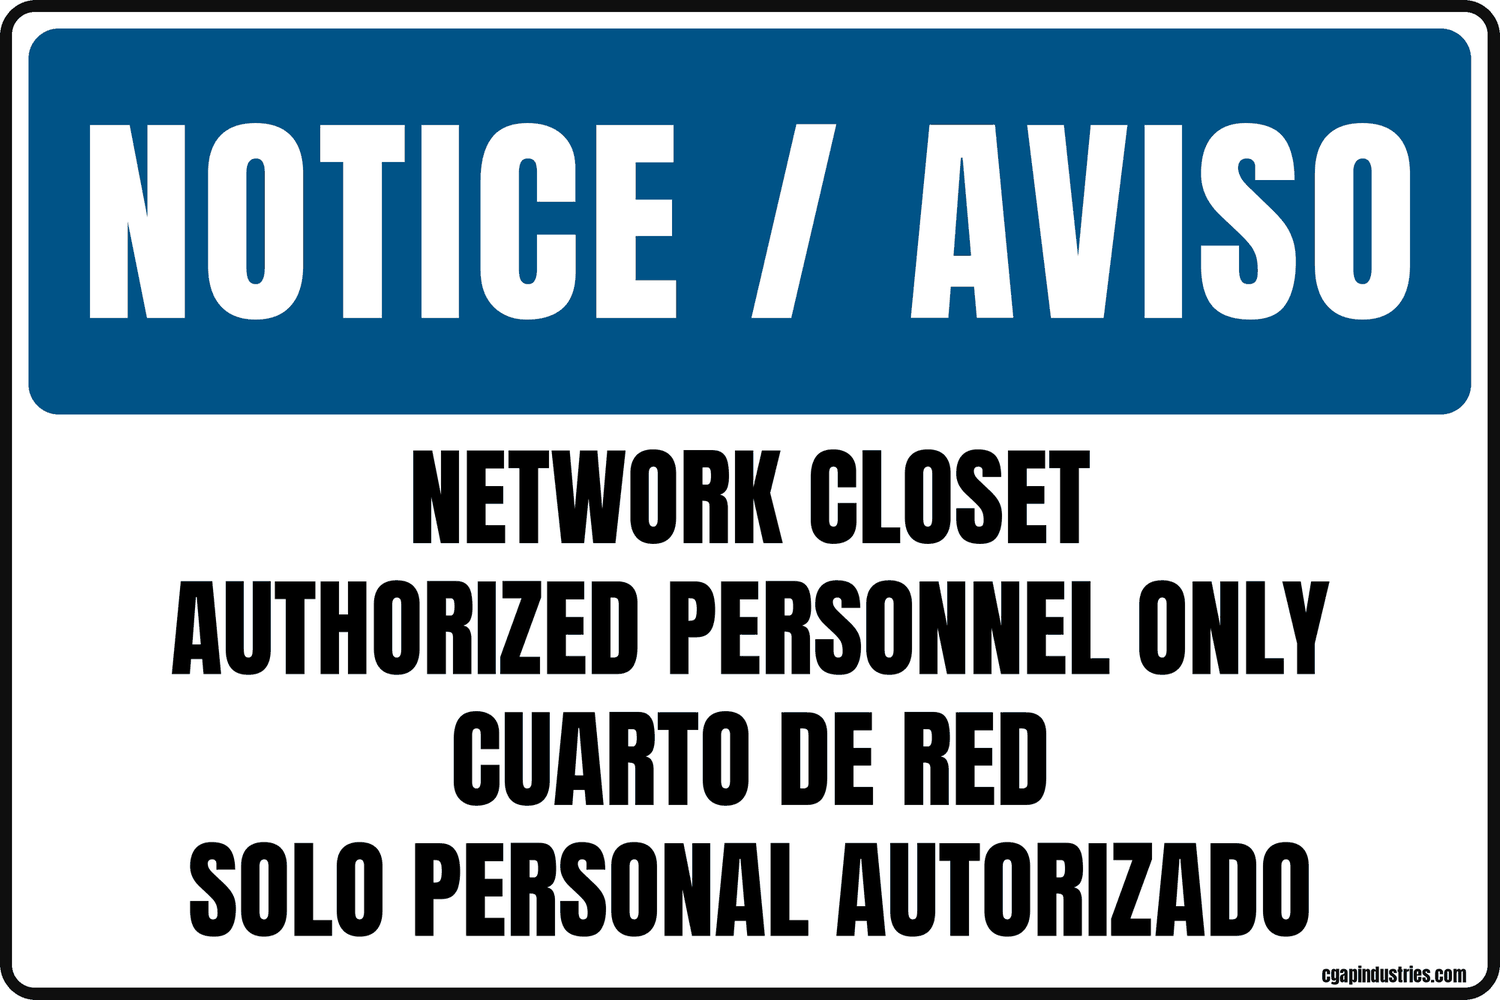 NOTICE / AVISO
NETWORK CLOSET
AUTHORIZED PERSONNEL ONLY
CUARTO DE RED
SOLO PERSONAL AUTORIZADO
cgapindustries.com